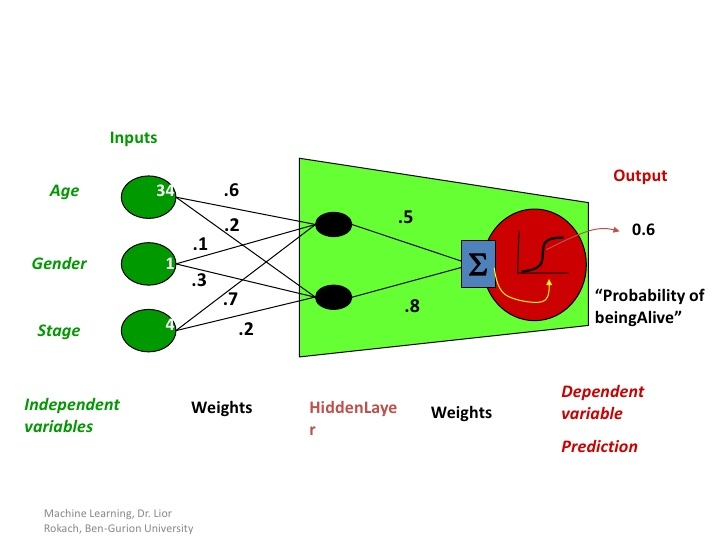 Inputs
Output
Age
34
.6
.2
.5
0.6
.1
Gender
1
Σ
.3
.7
.8
“Probability of
beingAlive”
Stage
4
.2
Independent
variables
Weights
HiddenLaye
r
Weights
Dependent
variable
Prediction
Machine Learning, Dr. Lior
Rokach, Ben-Gurion University